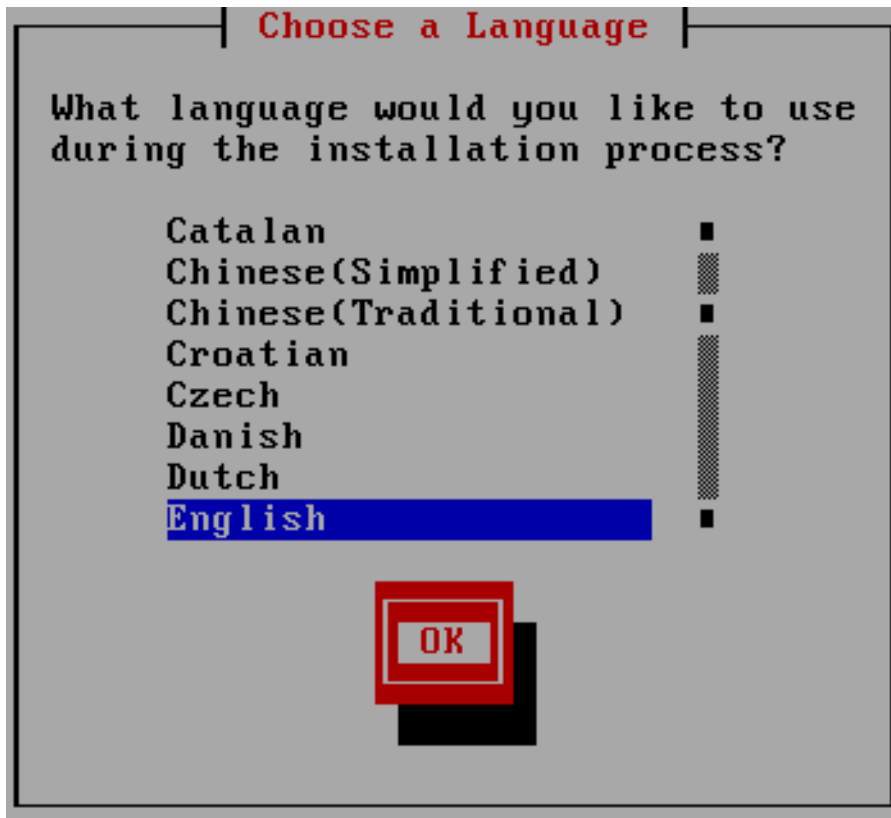 Choose a Language
What language would you like to use
during the installation process?
Catalan
Chinese(Simplified)
Chinese(Traditional)
Croatian
Czech
Danish
Dutch
English
OK